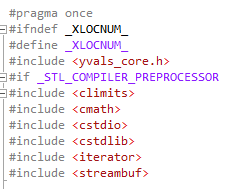 #pragma once
#ifndef _XLOCNUM_
#define _XLOCNUM_
#include <yvals_core.h>
#if _STL_COMPILER_PREPROCESSOR
#include <climits>
#include <cmath>
#include <cstdio>
#include <cstdlib>
#include <iterator>
#include <streambuf>